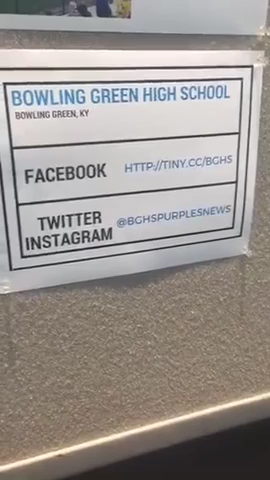 BOWLING GREEN HIGH SCHOOL
BOWLING GREEN, KY
FACEBOOK HTTP://TINY.CC/BGHS
TWITTER
INSTAGRAM @BGHSPURPLESNEWS